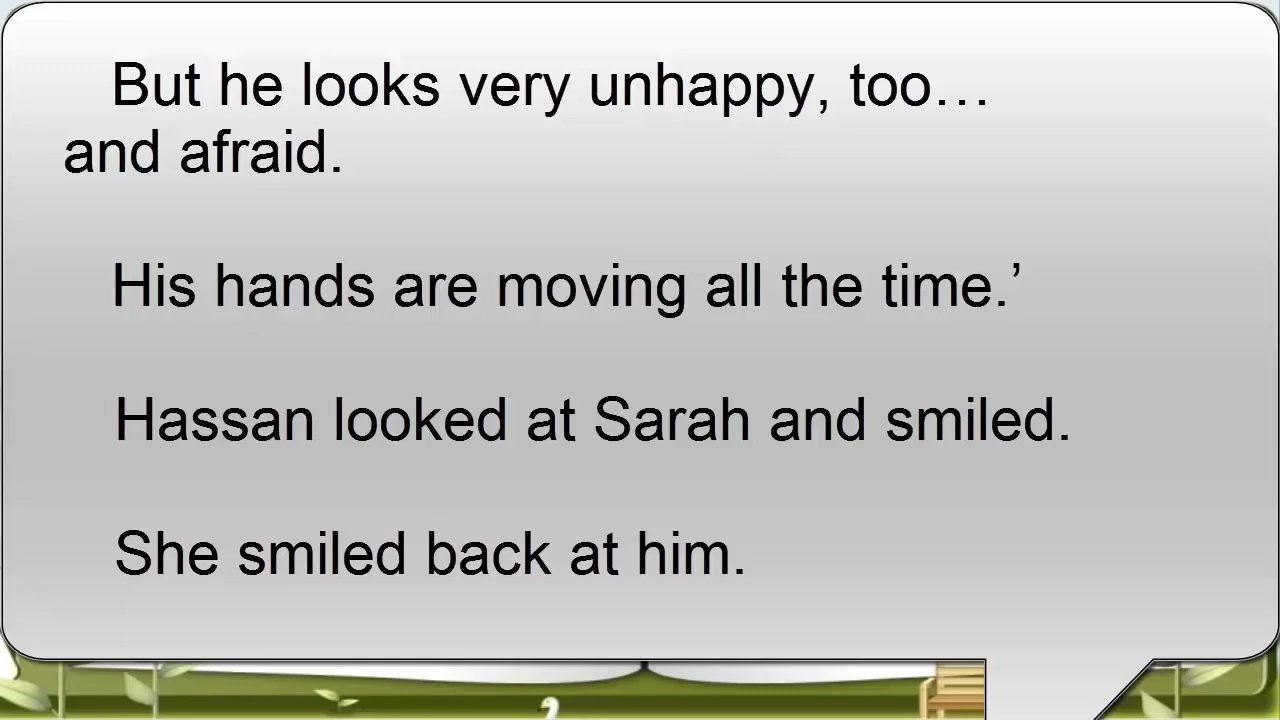 But he looks very unhappy, too…
and afraid.
His hands are moving all the time.’
Hassan looked at Sarah and smiled.
She smiled back at him.